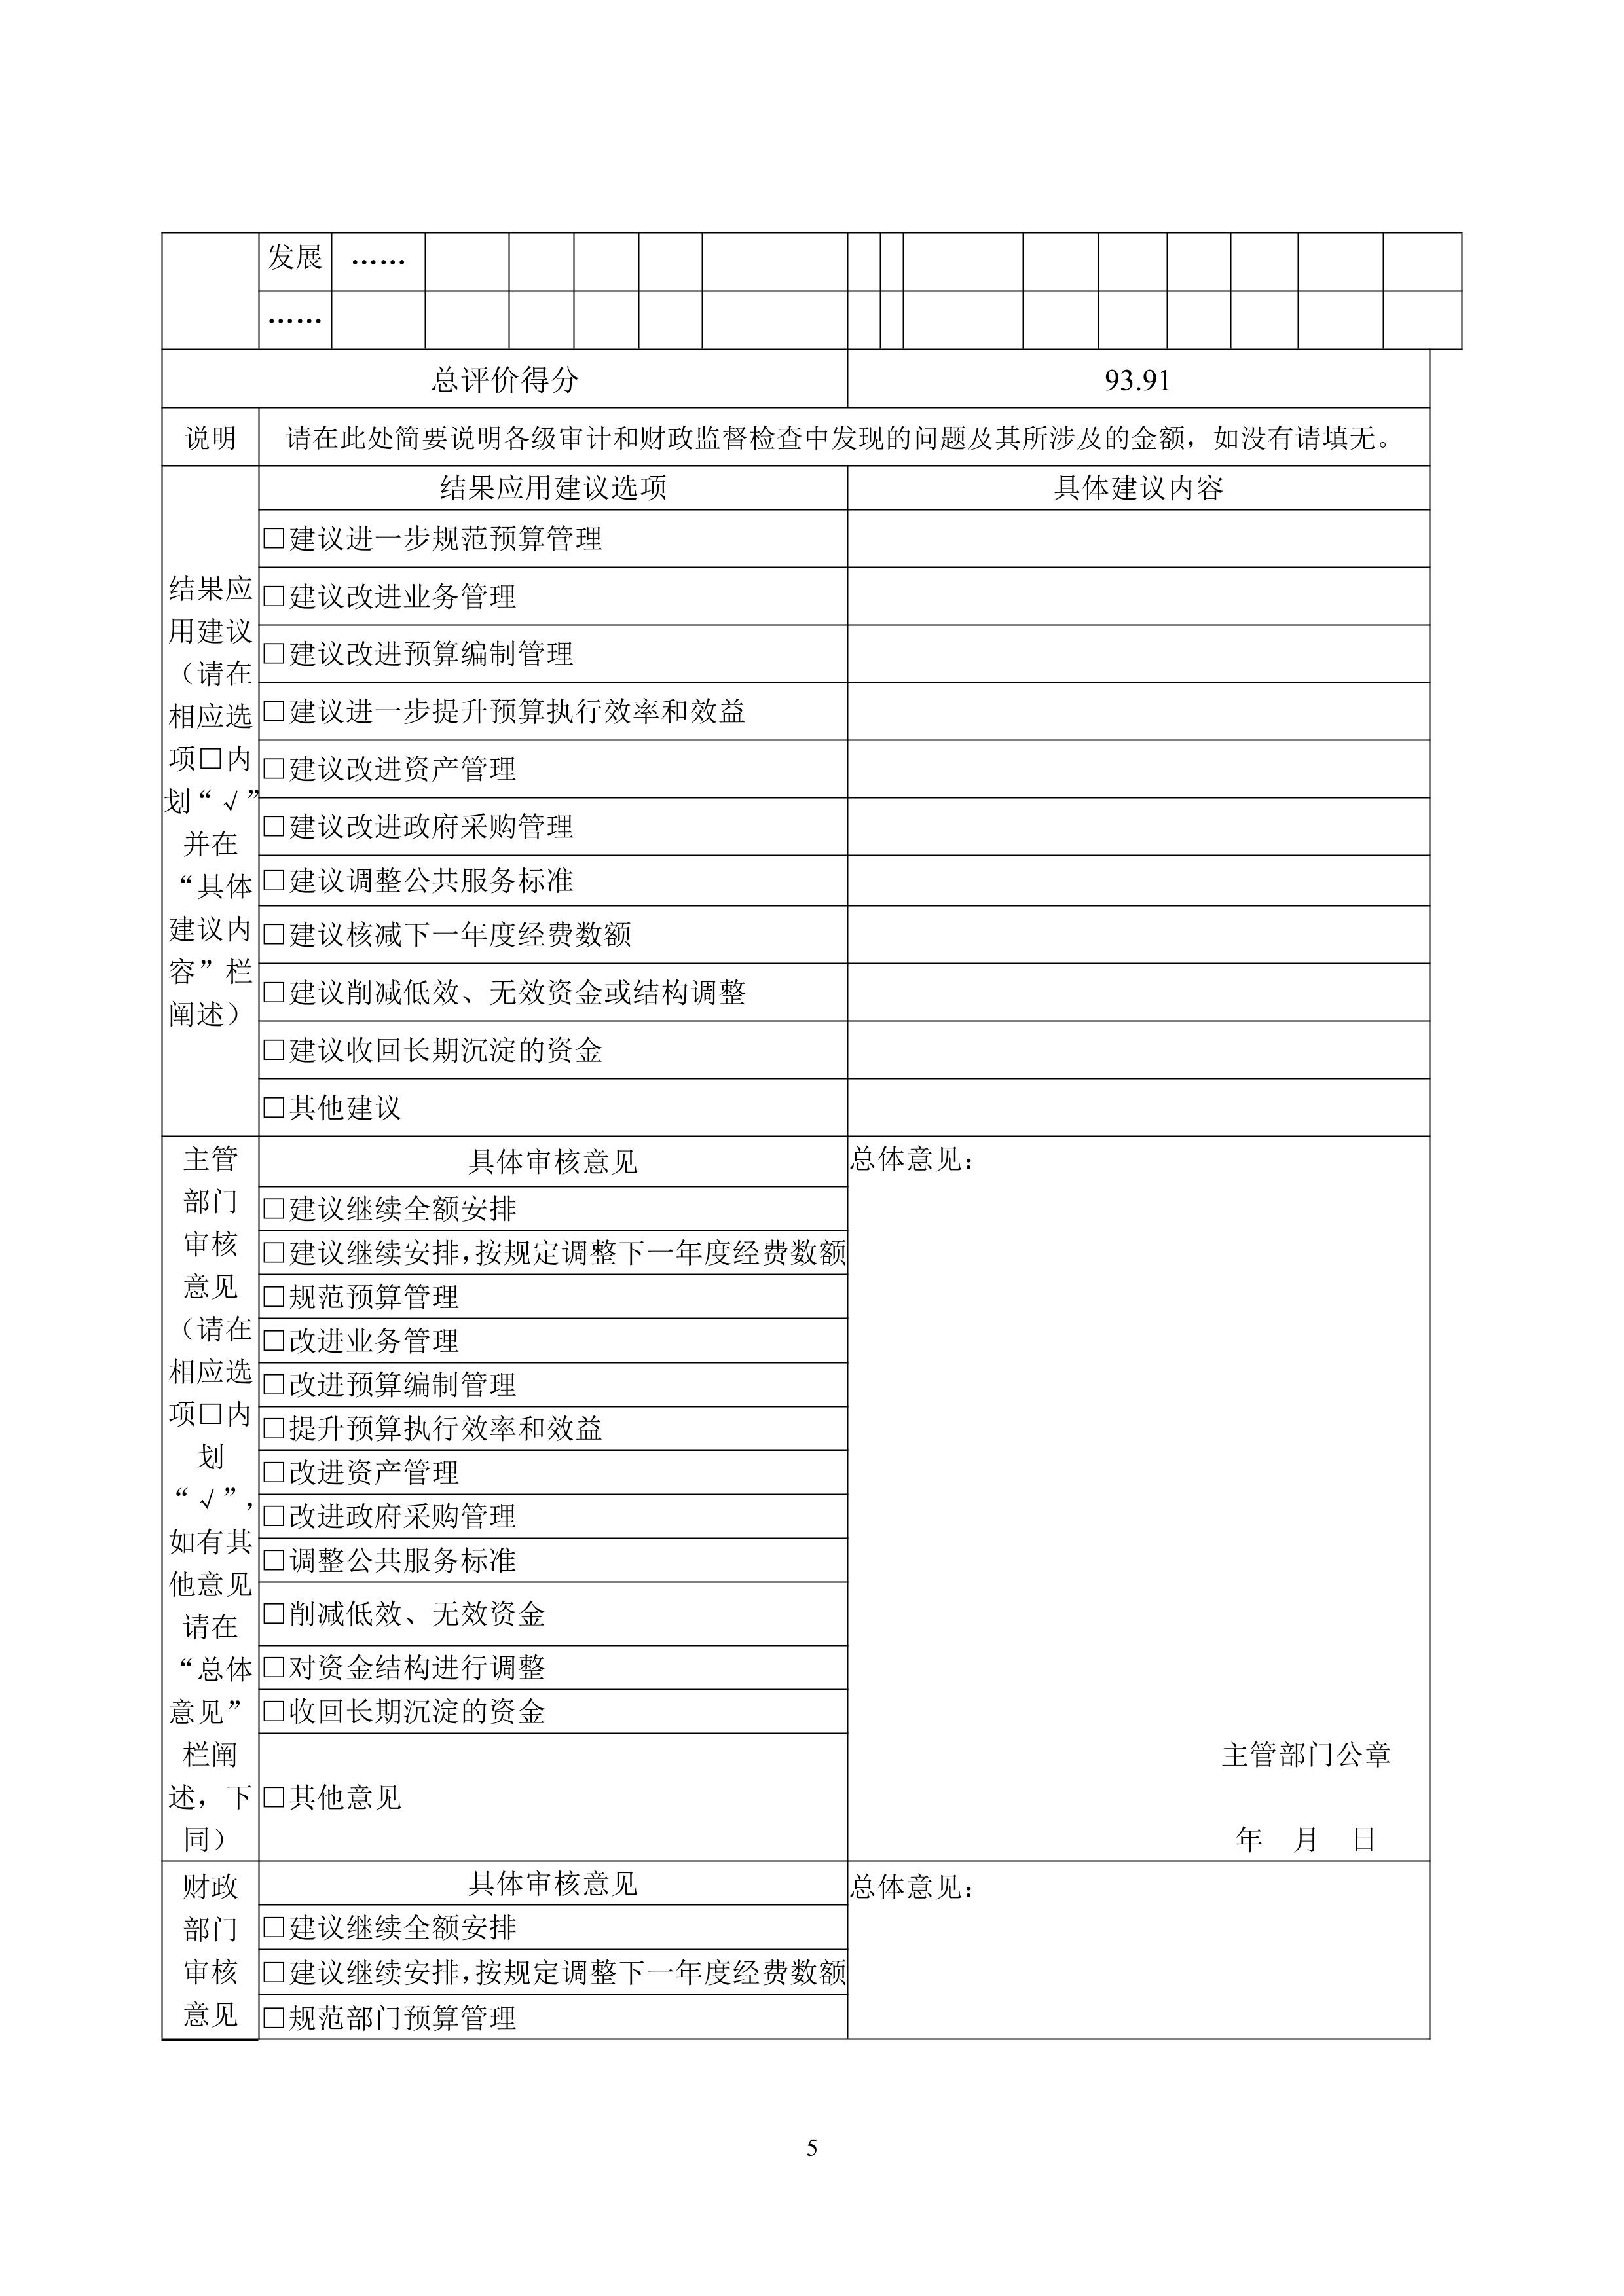 发展 ……
……
总评价得分 93.91
说明 请在此处简要说明各级审计和财政监督检查中发现的问题及其所涉及的金额，如没有请填无。
结果应
用建议
（请在
相应选
项□内
划“√”
并在
“具体
建议内
容”栏
阐述）
结果应用建议选项 具体建议内容
□建议进一步规范预算管理
□建议改进业务管理
□建议改进预算编制管理
□建议进一步提升预算执行效率和效益
□建议改进资产管理
□建议改进政府采购管理
□建议调整公共服务标准
□建议核减下一年度经费数额
□建议削减低效、无效资金或结构调整
□建议收回长期沉淀的资金
□其他建议
主管
部门
审核
意见
（请在
相应选
项□内
划
“√”，
如有其
他意见
请在
“总体
意见”
栏阐
述，下
同）
具体审核意见
□建议继续全额安排
□建议继续安排，按规定调整下一年度经费数额
□规范预算管理
□改进业务管理
□改进预算编制管理
□提升预算执行效率和效益
□改进资产管理
□改进政府采购管理
□调整公共服务标准
□削减低效、无效资金
□对资金结构进行调整
□收回长期沉淀的资金
□其他意见
总体意见：
主管部门公章
年 月 日
财政
部门
审核
意见
具体审核意见
□建议继续全额安排
□建议继续安排，按规定调整下一年度经费数额
□规范部门预算管理
总体意见：
5